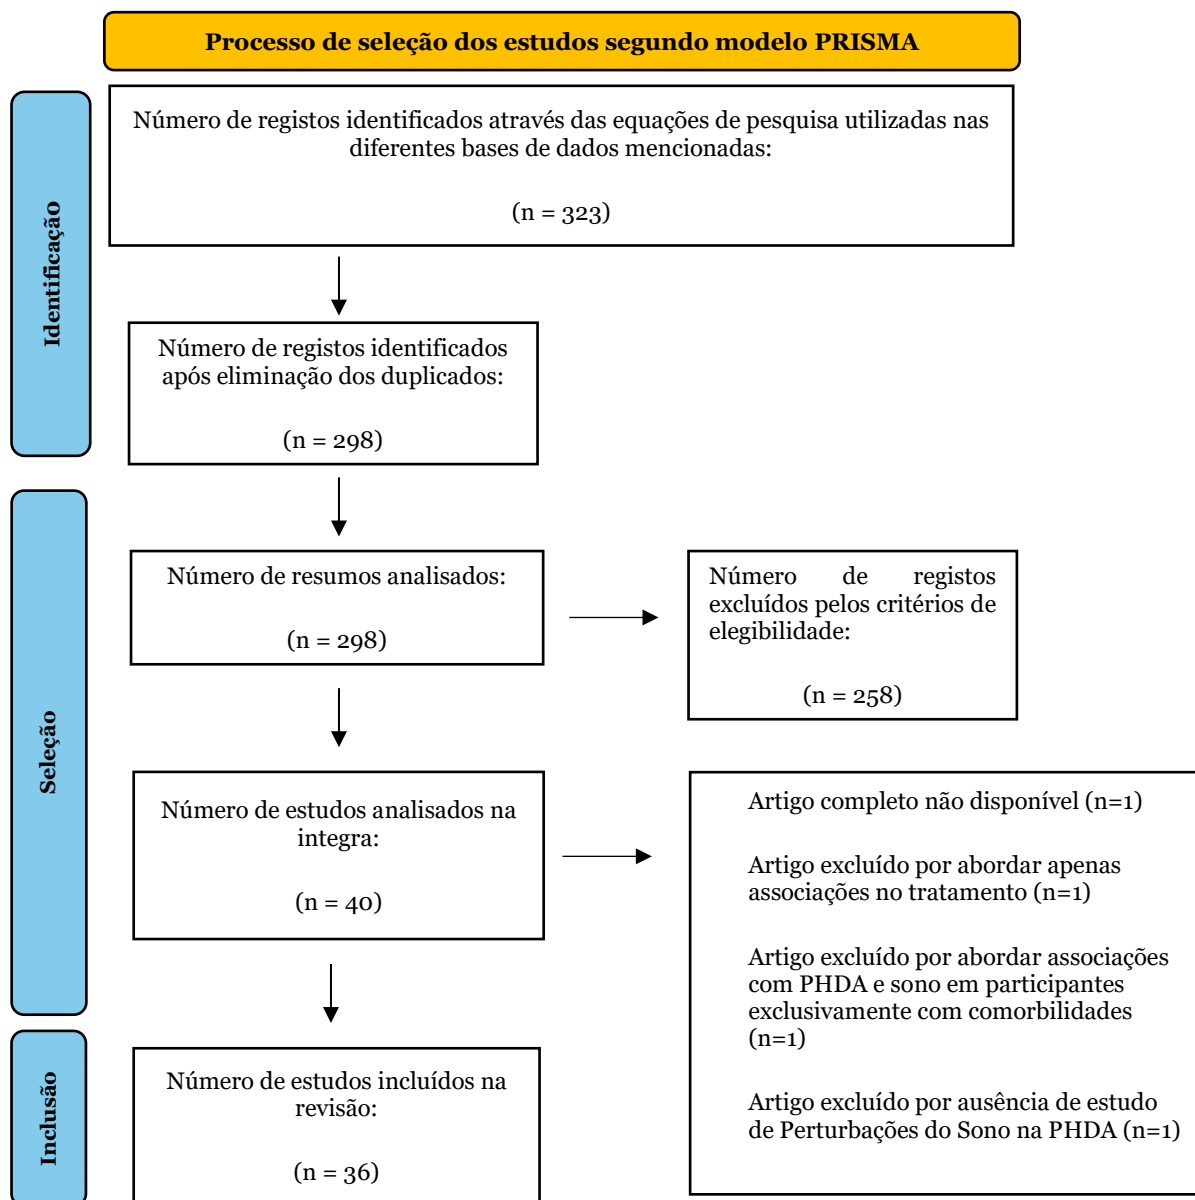 Processo de seleção dos estudos segundo modelo PRISMA
Identificação
Número de registos identificados através das equações de pesquisa utilizadas nas
diferentes bases de dados mencionadas:
(n = 323)
Número de registos identificados
após eliminação dos duplicados:
(n = 298)
Seleção
Número de resumos analisados:
(n = 298)
Número de registos
excluídos pelos critérios de
elegibilidade:
(n = 258)
Número de estudos analisados na
integra:
(n = 40)
Artigo completo não disponível (n=1)
Artigo excluído por abordar apenas
associações no tratamento (n=1)
Artigo excluído por abordar associações
com PHDA e sono em participantes
exclusivamente com comorbilidades
(n=1)
Artigo excluído por ausência de estudo
de Perturbações do Sono na PHDA (n=1)
Inclusão
Número de estudos incluídos na
revisão:
(n = 36)